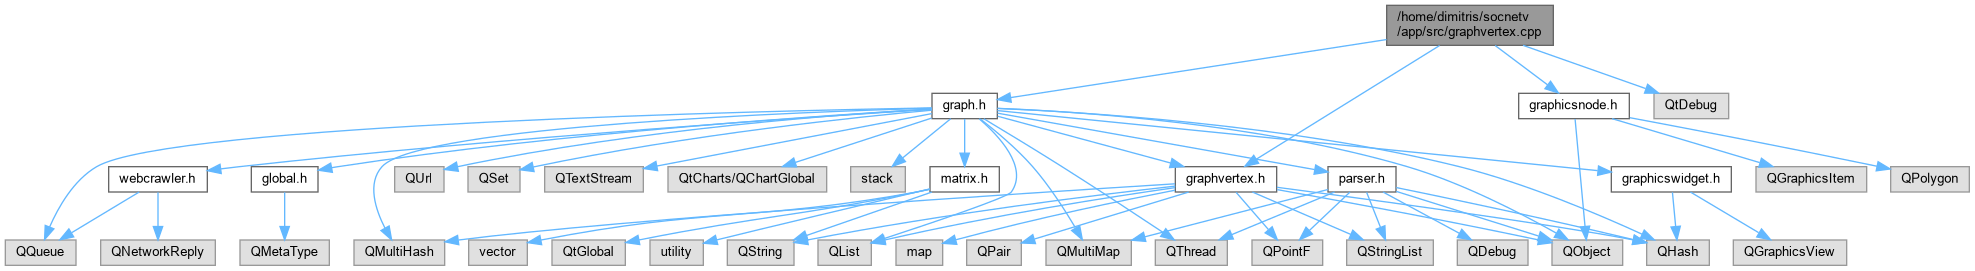 /home/dimitris/socnetv
/app/src/graphvertex.cpp
graph.h
graphicsnode.h
QtDebug
webcrawler.h
global.h
QUrl
QSet
QTextStream
QtCharts/QChartGlobal
stack
matrix.h
graphvertex.h
parser.h
graphicswidget.h
QGraphicsItem
QPolygon
QQueue
QNetworkReply
QMetaType
QMultiHash
vector
QtGlobal
utility
QString
QList
map
QPair
QMultiMap
QThread
QPointF
QStringList
QDebug
QObject
QHash
QGraphicsView